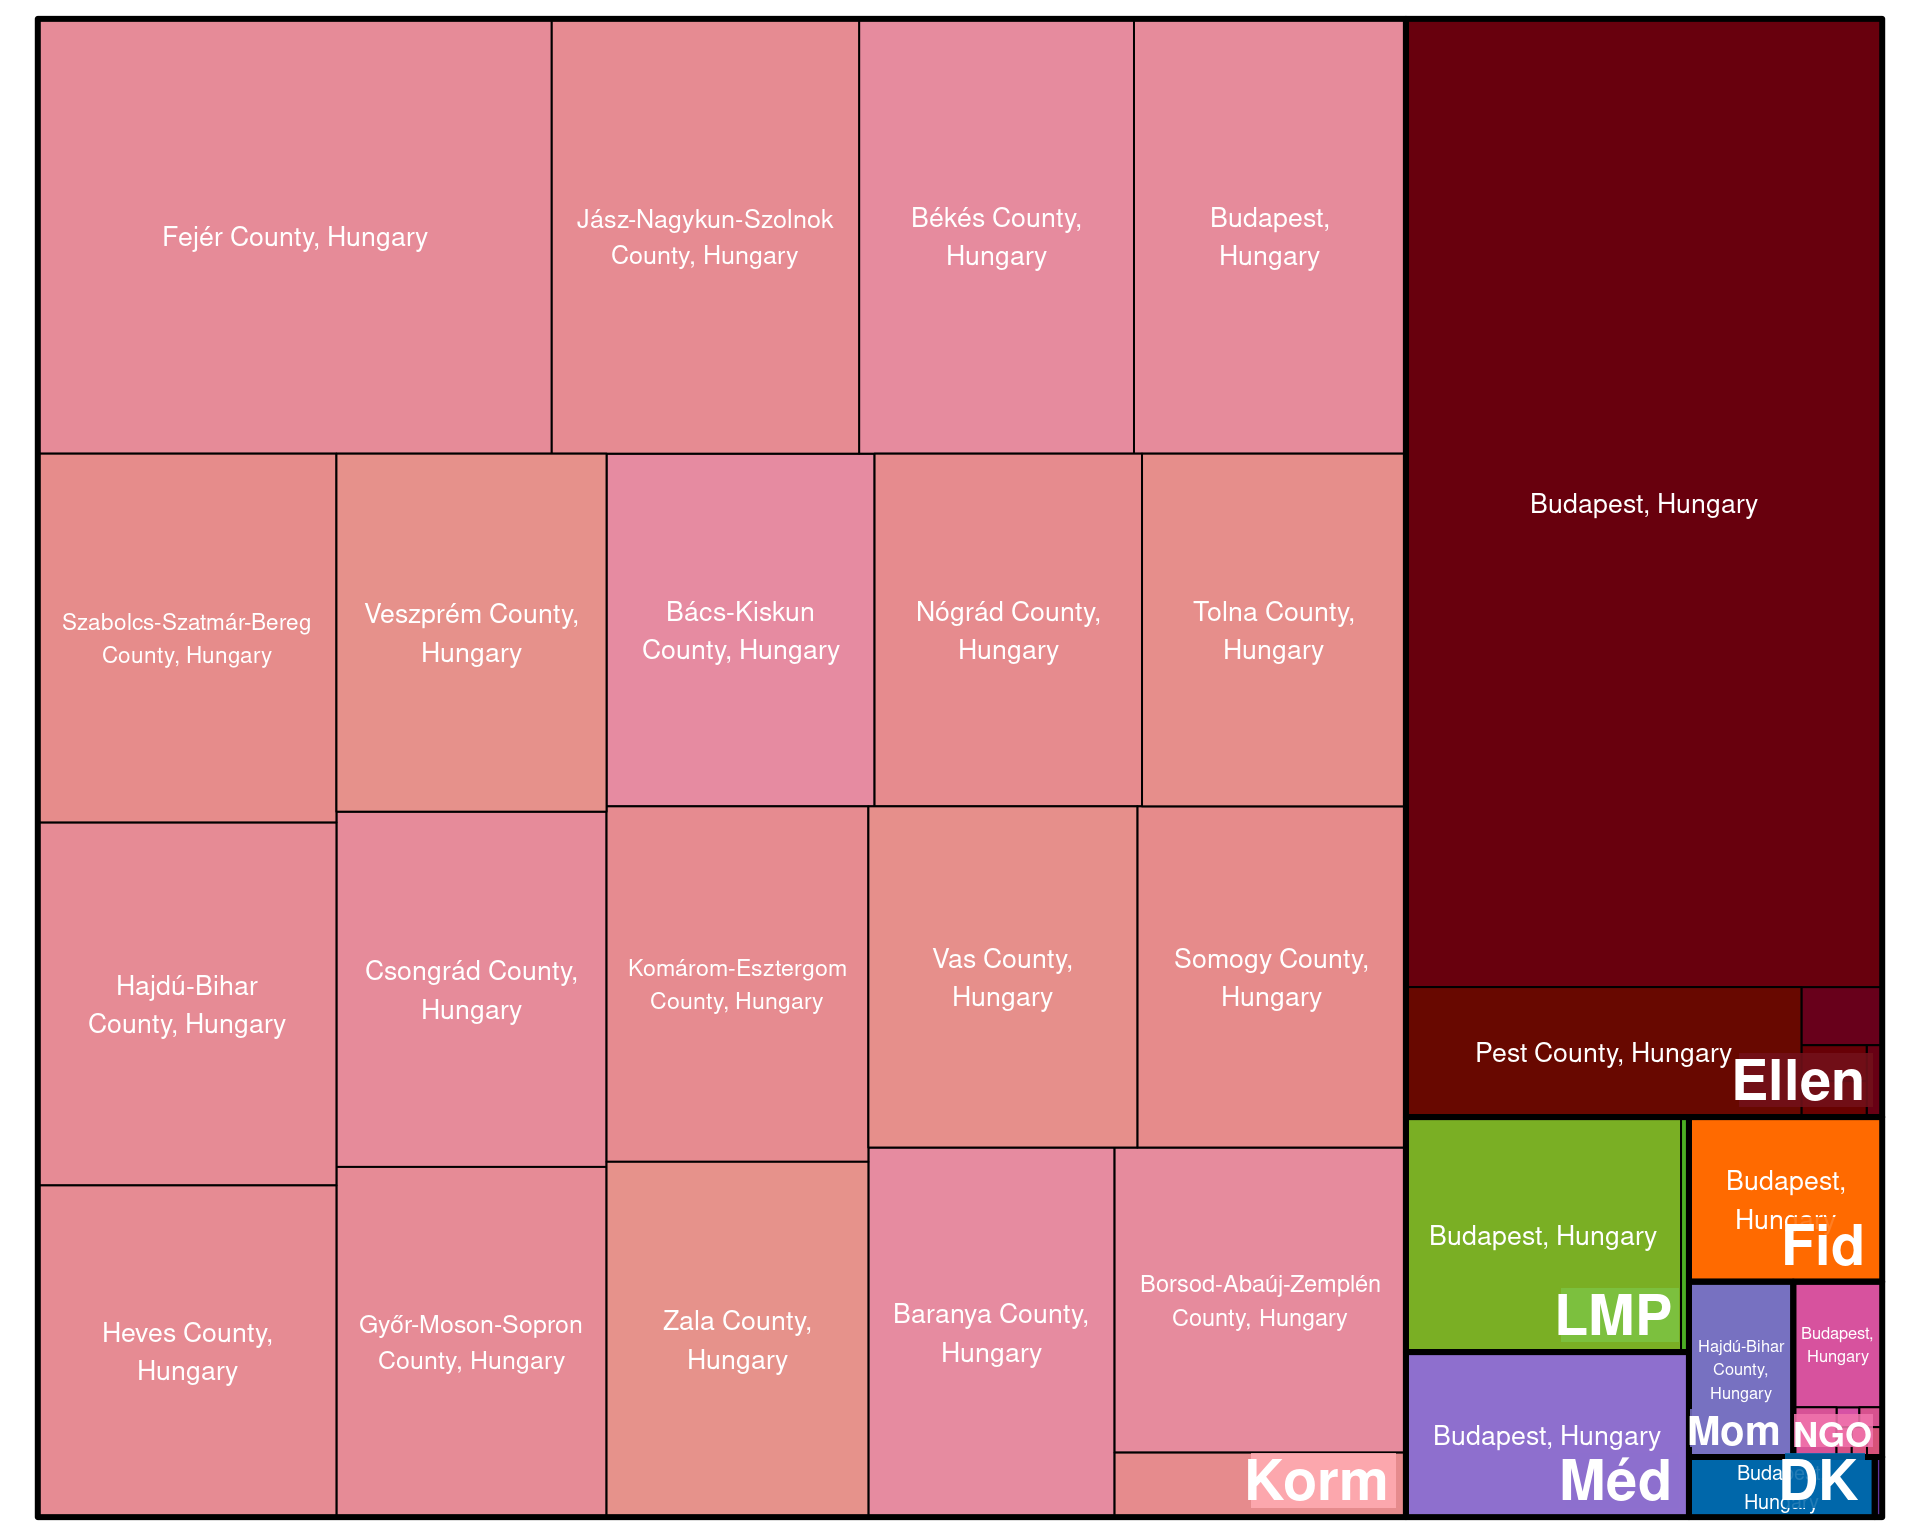 Fejér County, Hungary
Jász-Nagykun-Szolnok
County, Hungary
Békés County,
Hungary
Budapest,
Hungary
Budapest, Hungary
Szabolcs-Szatmár-Bereg
County, Hungary
Veszprém County,
Hungary
Bács-Kiskun
County, Hungary
Nógrád County,
Hungary
Tolna County,
Hungary
Hajdú-Bihar
County, Hungary
Csongrád County,
Hungary
Komárom-Esztergom
County, Hungary
Vas County,
Hungary
Somogy County,
Hungary
Pest County, Hungary
Ellen
Heves County,
Hungary
Győr-Moson-Sopron
County, Hungary
Zala County,
Hungary
Baranya County,
Hungary
Borsod-Abaúj-Zemplén
County, Hungary
Korm
Budapest, Hungary
LMP
Budapest,
Hungary
Fid
Budapest, Hungary
Méd
Hajdú-Bihar
County,
Hungary
Mom
Budapest,
Hungary
NGO
Budapest,
Hungary
DK